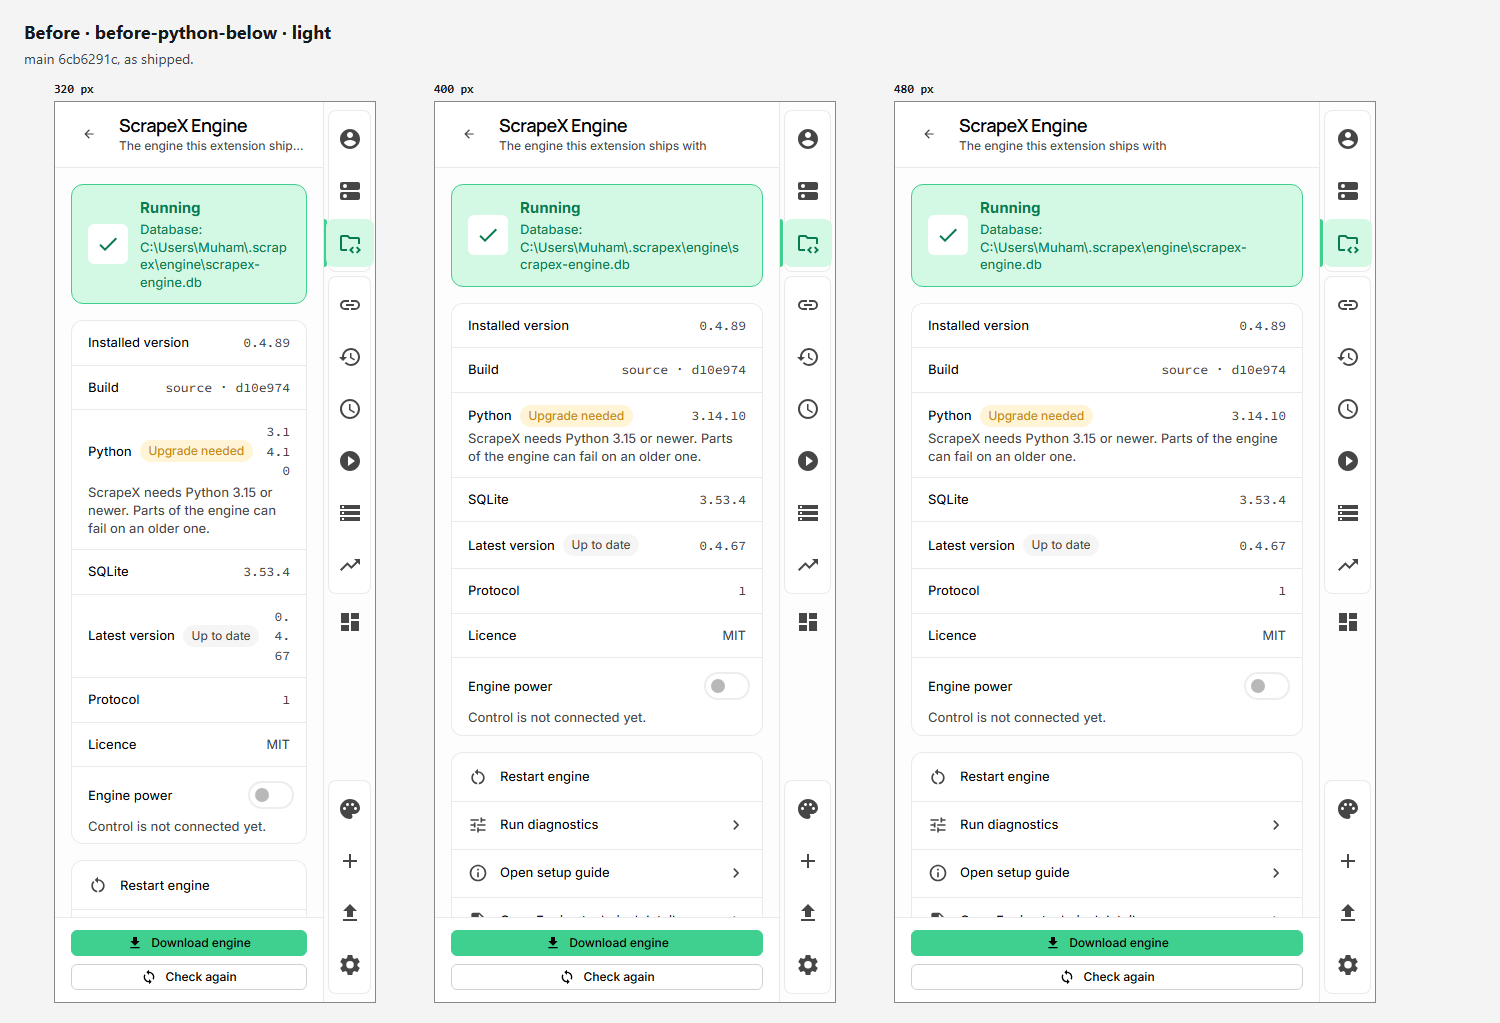 Before · before-python-below · light
main 6cb6291c, as shipped.
320 px
ScrapeX Engine
The engine this extension ship...
Running
Database:
C:\Users\Muham\.scrap
ex\engine\scrapex-
engine.db
Installed version 0.4.89
Build source · d10e974
Python Upgrade needed 3.1
4.1
0
ScrapeX needs Python 3.15 or
newer. Parts of the engine can
fail on an older one.
SQLite 3.53.4
Latest version Up to date 0.
4.
67
Protocol 1
Licence MIT
Engine power
Control is not connected yet.
Restart engine
Download engine
Check again
400 px
ScrapeX Engine
The engine this extension ships with
Running
Database:
C:\Users\Muham\.scrapex\engine\s
crapex-engine.db
Installed version 0.4.89
Build source · d10e974
Python Upgrade needed 3.14.10
ScrapeX needs Python 3.15 or newer. Parts
of the engine can fail on an older one.
SQLite 3.53.4
Latest version Up to date 0.4.67
Protocol 1
Licence MIT
Engine power
Control is not connected yet.
Restart engine
Run diagnostics
Open setup guide
Download engine
Check again
480 px
ScrapeX Engine
The engine this extension ships with
Running
Database:
C:\Users\Muham\.scrapex\engine\scrapex-
engine.db
Installed version 0.4.89
Build source · d10e974
Python Upgrade needed 3.14.10
ScrapeX needs Python 3.15 or newer. Parts of the engine
can fail on an older one.
SQLite 3.53.4
Latest version Up to date 0.4.67
Protocol 1
Licence MIT
Engine power
Control is not connected yet.
Restart engine
Run diagnostics
Open setup guide
Download engine
Check again